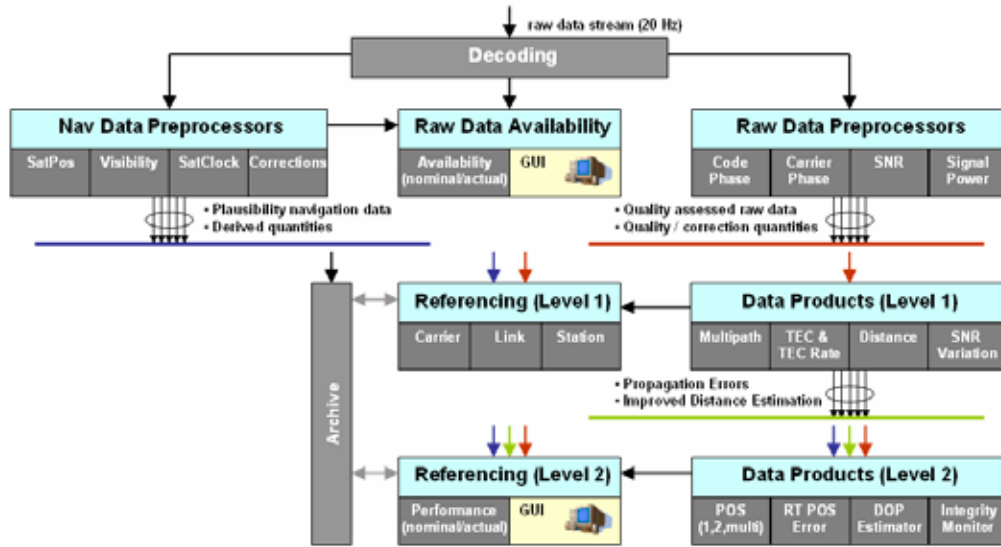 raw data stream (20 Hz)
Decoding
Nav Data Preprocessors
SatPos
Visibility
SatClock
Corrections
Raw Data Availability
Availability
(nominal/actual)
GUI
Raw Data Preprocessors
Code
Phase
Carrier
Phase
SNR
Signal
Power
• Plausibility navigation data
• Derived quantities
• Quality assessed raw data
• Quality / correction quantities
Archive
Referencing (Level 1)
Carrier
Link
Station
Data Products (Level 1)
Multipath
TEC &
TEC Rate
Distance
SNR
Variation
• Propagation Errors
• Improved Distance Estimation
Referencing (Level 2)
Performance
(nominal/actual)
GUI
Data Products (Level 2)
POS
(1,2,multi)
RT POS
Error
DOP
Estimator
Integrity
Monitor